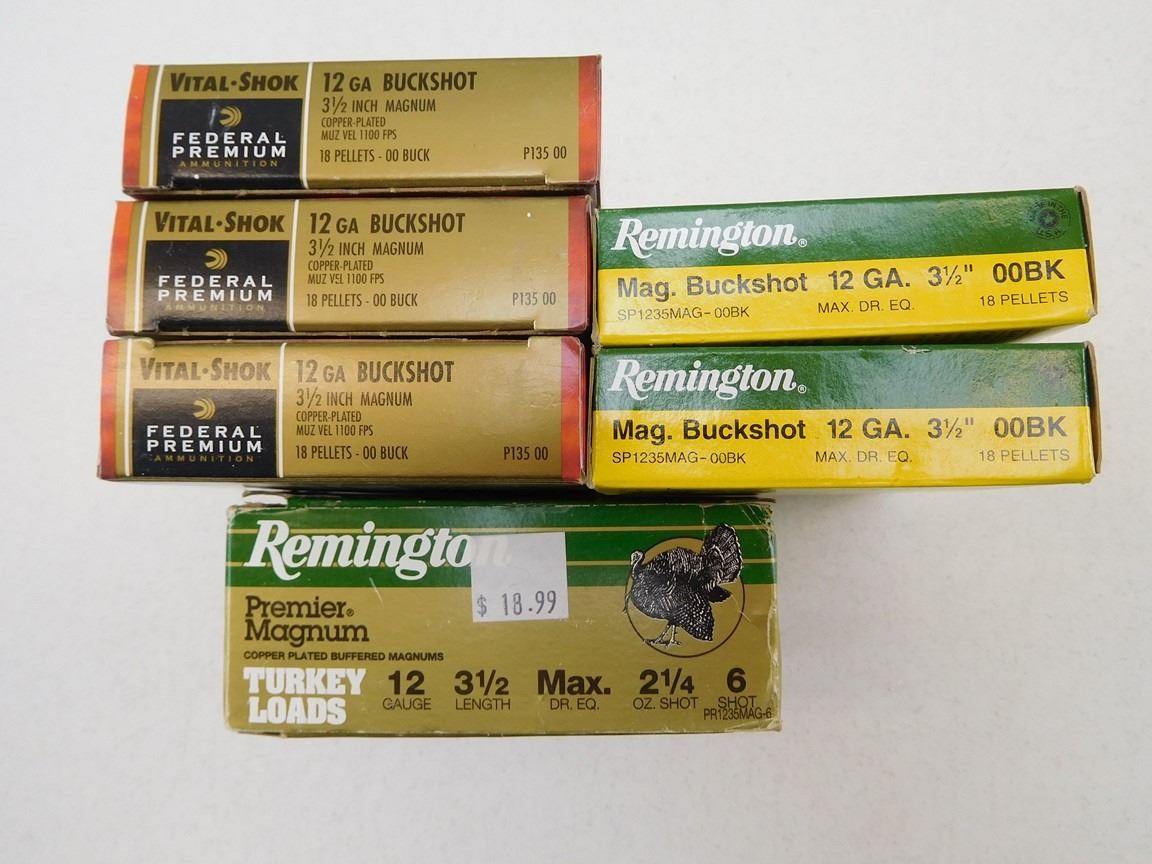 VITAL•SHOK
FEDERAL
PREMIUM
AMMUNITION
12 GA BUCKSHOT
3½ INCH MAGNUM
COPPER-PLATED
MUZ VEL 1100 FPS
18 PELLETS - 00 BUCK P135 00
VITAL•SHOK
FEDERAL
PREMIUM
AMMUNITION
12 GA BUCKSHOT
3½ INCH MAGNUM
COPPER-PLATED
MUZ VEL 1100 FPS
18 PELLETS - 00 BUCK P135 00
VITAL•SHOK
FEDERAL
PREMIUM
AMMUNITION
12 GA BUCKSHOT
3½ INCH MAGNUM
COPPER-PLATED
MUZ VEL 1100 FPS
18 PELLETS - 00 BUCK P135 00
Remington®
MADE IN THE U.S.A.
Mag. Buckshot 12 GA. 3½" 00BK
SP1235MAG-00BK MAX. DR. EQ. 18 PELLETS
Remington®
Mag. Buckshot 12 GA. 3½" 00BK
SP1235MAG-00BK MAX. DR. EQ. 18 PELLETS
Remington
$ 18.99
Premier®
Magnum
COPPER PLATED BUFFERED MAGNUMS
TURKEY
LOADS
12 3½ Max. 2¼ 6
GAUGE LENGTH DR. EQ. OZ. SHOT SHOT
PR1235MAG-6